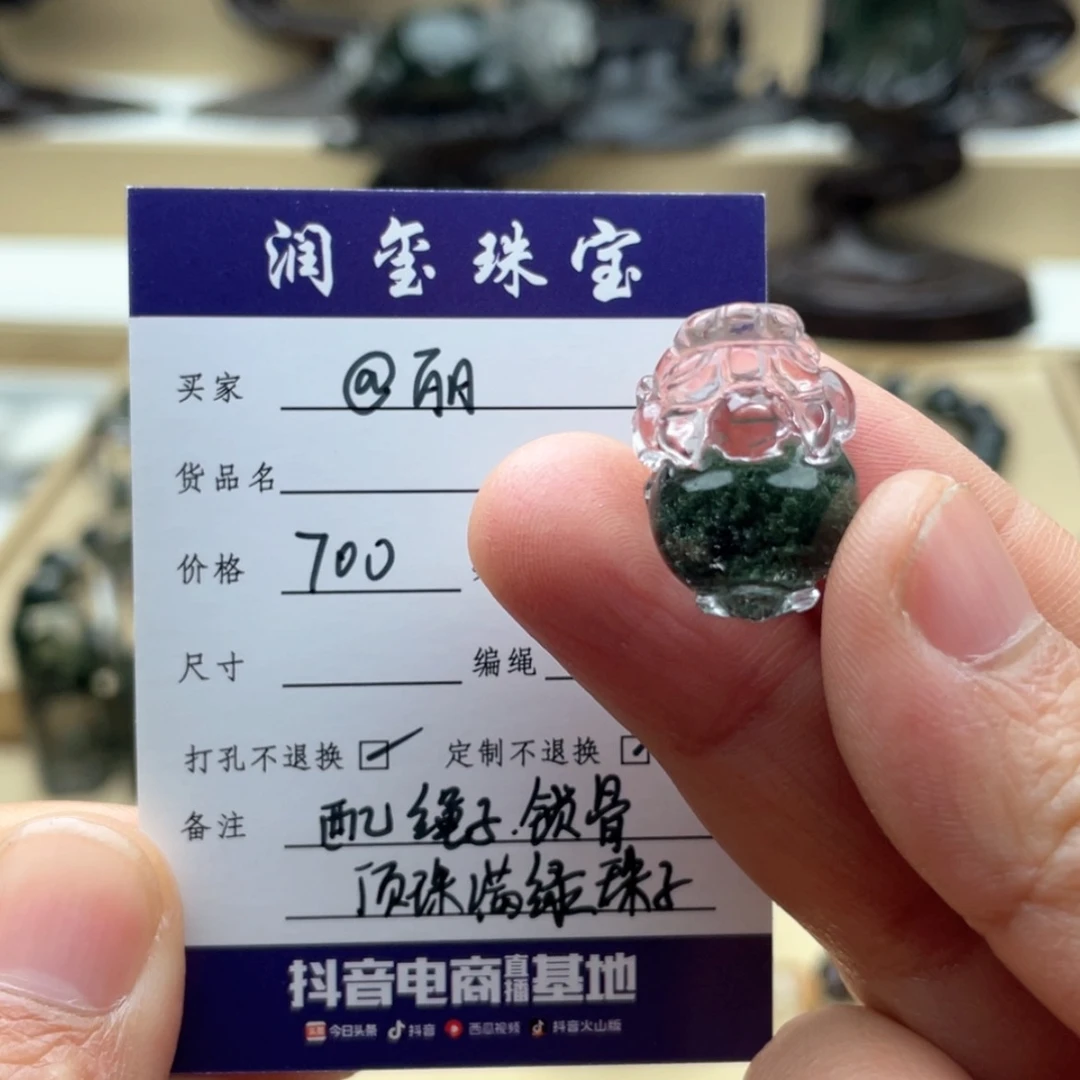 润玺珠宝
买家 @丽
货品名
价格 700
尺寸 编绳
打孔不退换 ☑ 定制不退换 ☑
备注 配绳子.锁骨
顶珠满绿珠子
抖音电商直播基地
今日头条 抖音 西瓜视频 抖音火山版